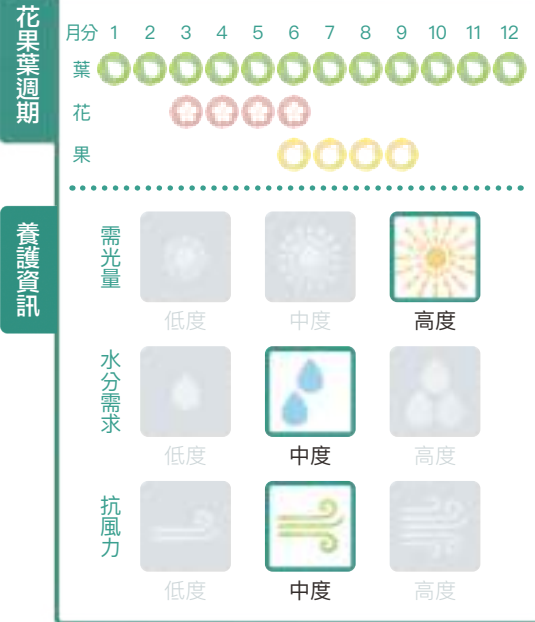 花果葉週期
月分 1 2 3 4 5 6 7 8 9 10 11 12
葉
花
果
養護資訊
需光量
低度 中度 高度
水分需求
低度 中度 高度
抗風力
低度 中度 高度